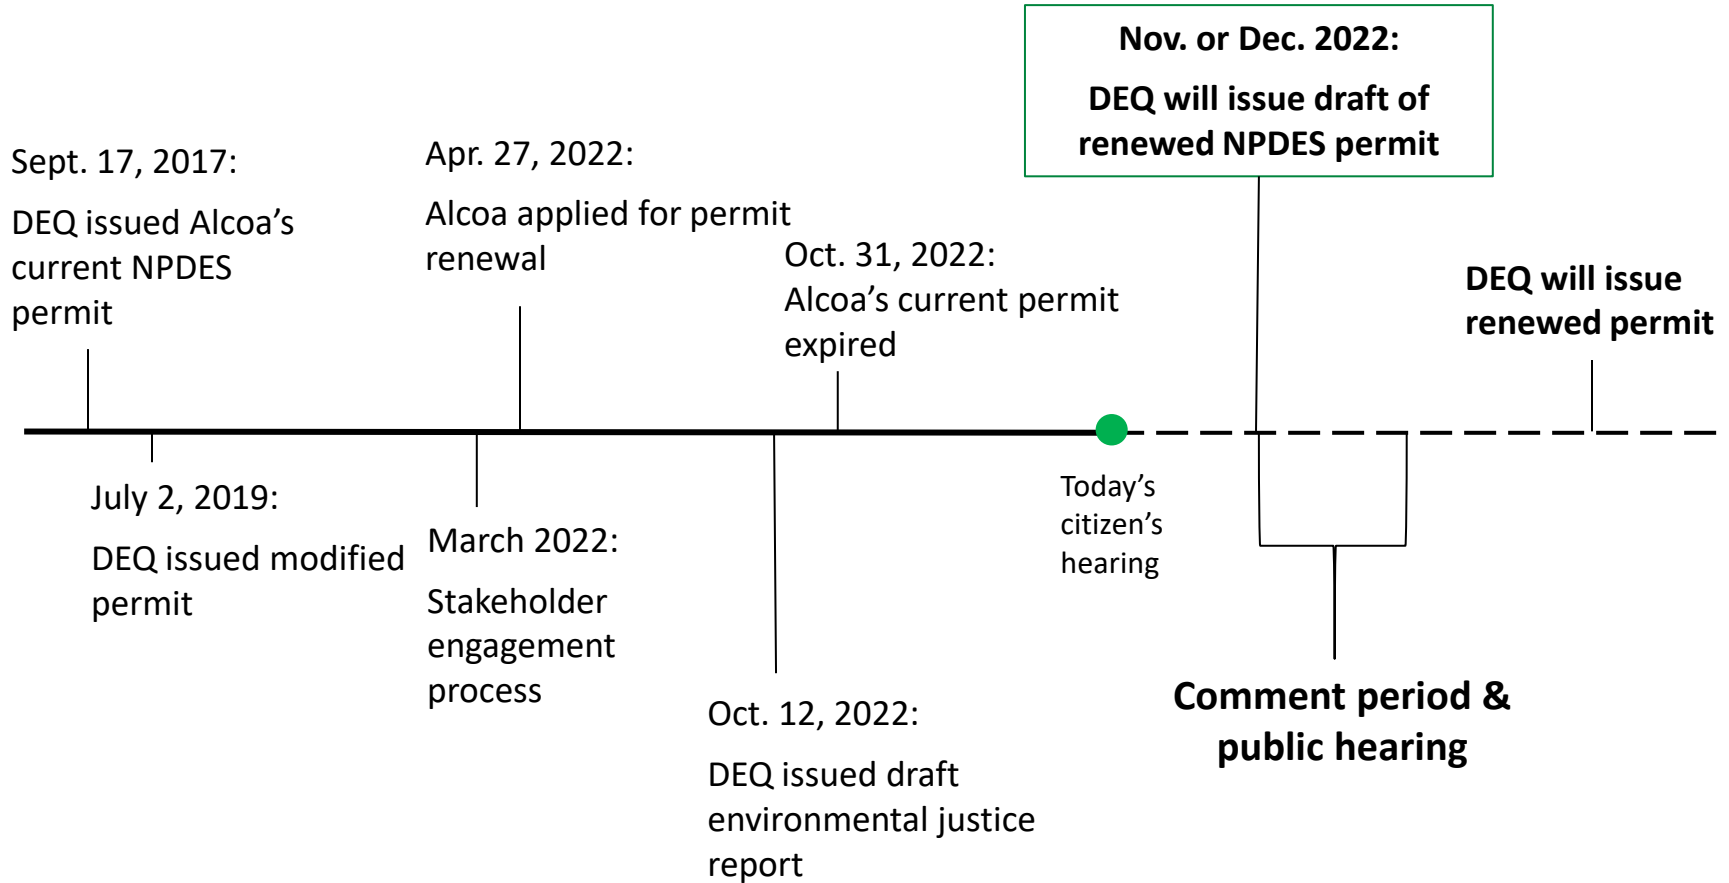 Nov. or Dec. 2022:
DEQ will issue draft of
renewed NPDES permit
Sept. 17, 2017:
DEQ issued Alcoa’s
current NPDES
permit
Apr. 27, 2022:
Alcoa applied for permit
renewal
Oct. 31, 2022:
Alcoa’s current permit
expired
DEQ will issue
renewed permit
July 2, 2019:
DEQ issued modified
permit
March 2022:
Stakeholder
engagement
process
Oct. 12, 2022:
DEQ issued draft
environmental justice
report
Today’s
citizen’s
hearing
Comment period &
public hearing